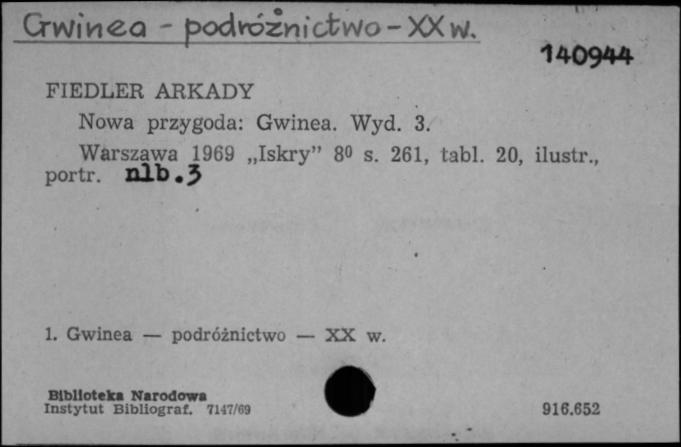 Gwinea - podróżnictwo - XX w.
140944
FIEDLER ARKADY
Nowa przygoda: Gwinea. Wyd. 3.
Warszawa 1969 „Iskry” 8⁰ s. 261, tabl. 20, ilustr.,
portr. nlb. 3
1. Gwinea — podróżnictwo — XX w.
Biblioteka Narodowa
Instytut Bibliograf. 7147/69
916.652